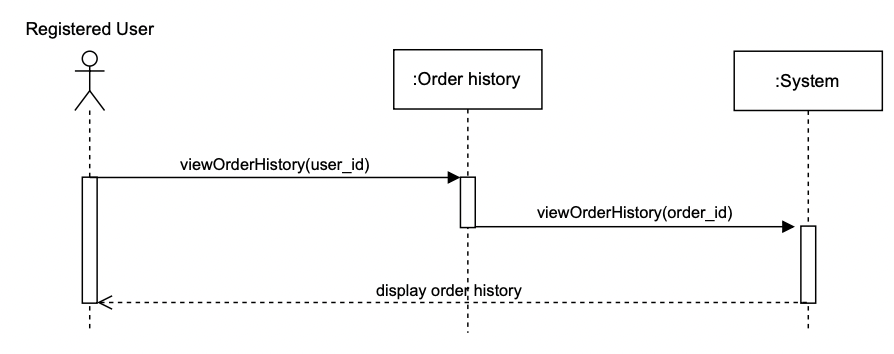 Registered User
:Order history
:System
viewOrderHistory(user_id)
viewOrderHistory(order_id)
display order history